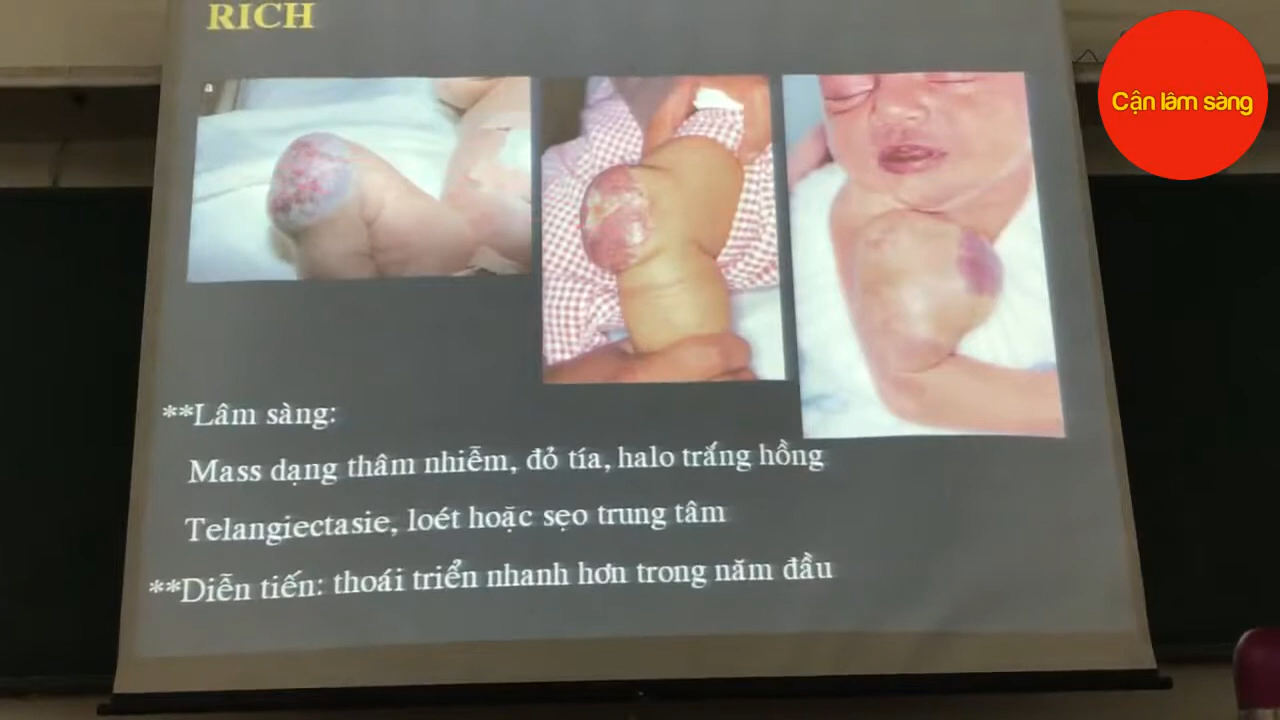 RICH
Cận lâm sàng
a
**Lâm sàng:
Mass dạng thâm nhiễm, đỏ tía, halo trắng hồng
Telangiectasie, loét hoặc sẹo trung tâm
**Diễn tiến: thoái triển nhanh hơn trong năm đầu